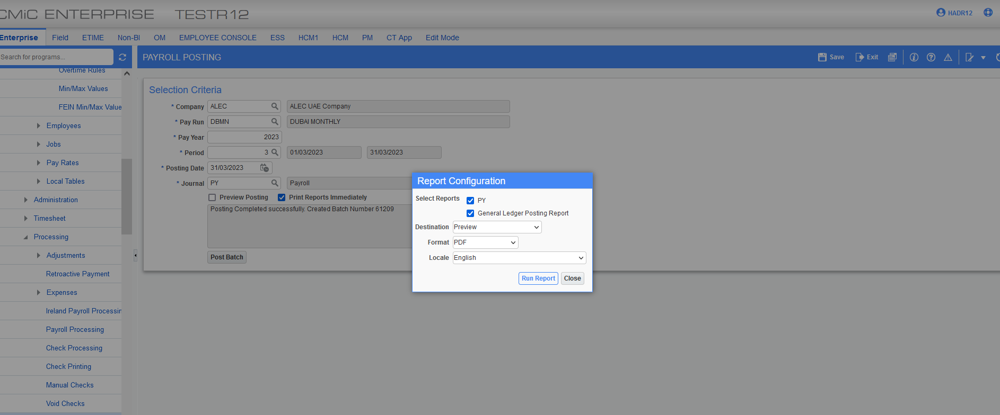 CMiC ENTERPRISE TESTR12
HADR12
Enterprise Field ETIME Non-BI OM EMPLOYEE CONSOLE ESS HCM1 HCM PM CT App Edit Mode
Search for programs...
PAYROLL POSTING
Save Exit
Overtime Rules
Min/Max Values
FEIN Min/Max Value
Employees
Jobs
Pay Rates
Local Tables
Administration
Timesheet
Processing
Adjustments
Retroactive Payment
Expenses
Ireland Payroll Processin
Payroll Processing
Check Processing
Check Printing
Manual Checks
Void Checks
Selection Criteria
* Company ALEC ALEC UAE Company
* Pay Run DBMN DUBAI MONTHLY
* Pay Year 2023
* Period 3 01/03/2023 31/03/2023
* Posting Date 31/03/2023
* Journal PY Payroll
Preview Posting Print Reports Immediately
Posting Completed successfully. Created Batch Number 61209
Post Batch
Report Configuration
Select Reports PY
General Ledger Posting Report
Destination Preview
Format PDF
Locale English
Run Report Close